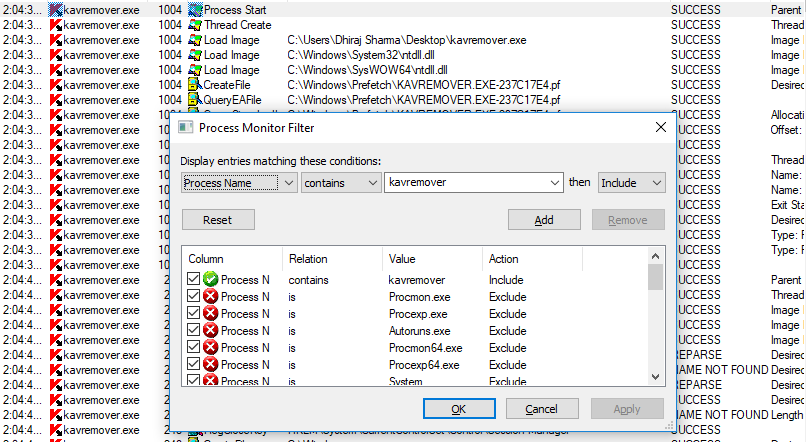 2:04:3... kavremover.exe 1004 Process Start SUCCESS Parent
2:04:3... kavremover.exe 1004 Thread Create SUCCESS Thread
2:04:3... kavremover.exe 1004 Load Image C:\Users\Dhiraj Sharma\Desktop\kavremover.exe SUCCESS Image
2:04:3... kavremover.exe 1004 Load Image C:\Windows\System32\ntdll.dll SUCCESS Image
2:04:3... kavremover.exe 1004 Load Image C:\Windows\SysWOW64\ntdll.dll SUCCESS Image
2:04:3... kavremover.exe 1004 CreateFile C:\Windows\Prefetch\KAVREMOVER.EXE-237C17E4.pf SUCCESS Desired
2:04:3... kavremover.exe 1004 QueryEAFile C:\Windows\Prefetch\KAVREMOVER.EXE-237C17E4.pf SUCCESS
2:04:3... kavremover.exe SUCCESS Allocati
2:04:3... kavremover.exe SUCCESS Offset:
2:04:3... kavremover.exe SUCCESS
2:04:3... kavremover.exe SUCCESS Thread
2:04:3... kavremover.exe SUCCESS Name:
2:04:3... kavremover.exe SUCCESS Name:
2:04:3... kavremover.exe SUCCESS Exit Sta
2:04:3... kavremover.exe SUCCESS Desired
2:04:3... kavremover.exe SUCCESS Type: F
2:04:3... kavremover.exe SUCCESS Type: F
2:04:4... kavremover.exe SUCCESS Parent
2:04:4... kavremover.exe SUCCESS Thread
2:04:4... kavremover.exe SUCCESS Image
2:04:4... kavremover.exe SUCCESS Image
2:04:4... kavremover.exe SUCCESS Image
2:04:4... kavremover.exe REPARSE Desired
2:04:4... kavremover.exe NAME NOT FOUND Desired
2:04:4... kavremover.exe REPARSE Desired
2:04:4... kavremover.exe SUCCESS Desired
2:04:4... kavremover.exe NAME NOT FOUND Length
2:04:4... kavremover.exe SUCCESS
2:04:4... kavremover.exe SUCCESS Desired
Process Monitor Filter
Display entries matching these conditions:
Process Name contains kavremover then Include
Reset Add Remove
Column Relation Value Action
Process N contains kavremover Include
Process N is Procmon.exe Exclude
Process N is Procexp.exe Exclude
Process N is Autoruns.exe Exclude
Process N is Procmon64.exe Exclude
Process N is Procexp64.exe Exclude
Process N is System Exclude
OK Cancel Apply